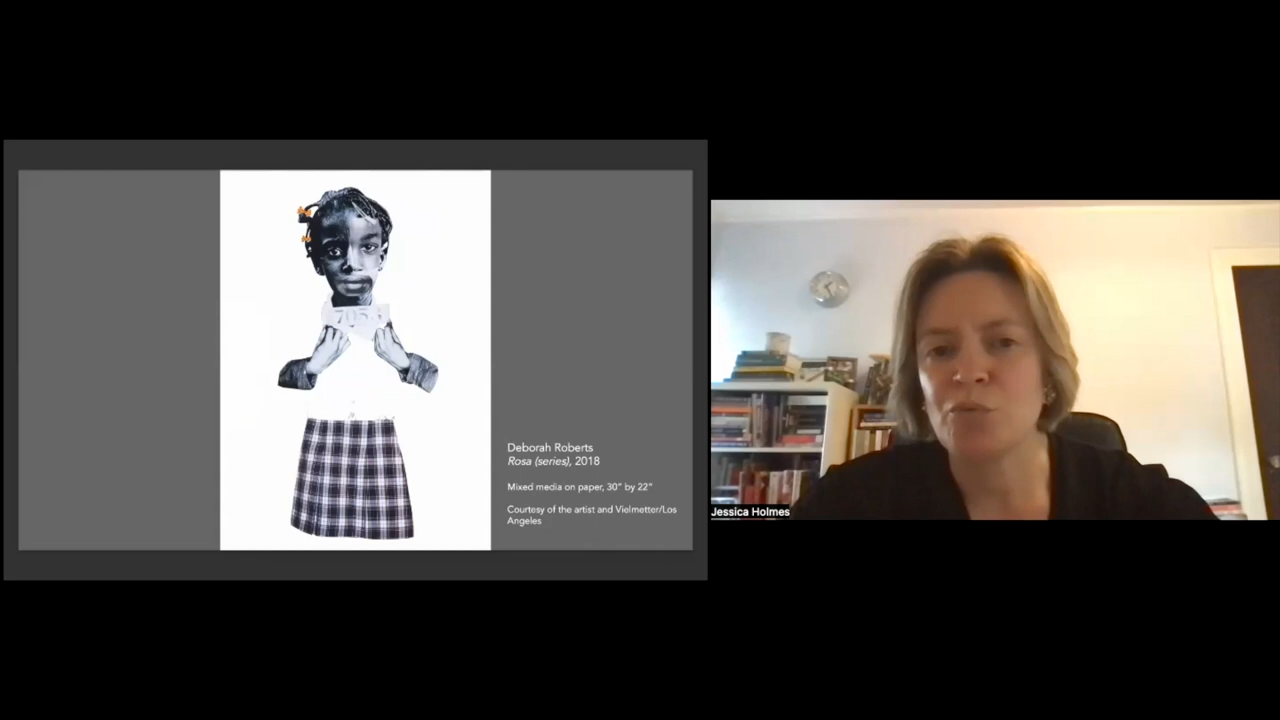 7053
Deborah Roberts
Rosa (series), 2018
Mixed media on paper, 30” by 22”
Courtesy of the artist and Vielmetter/Los
Angeles
Jessica Holmes